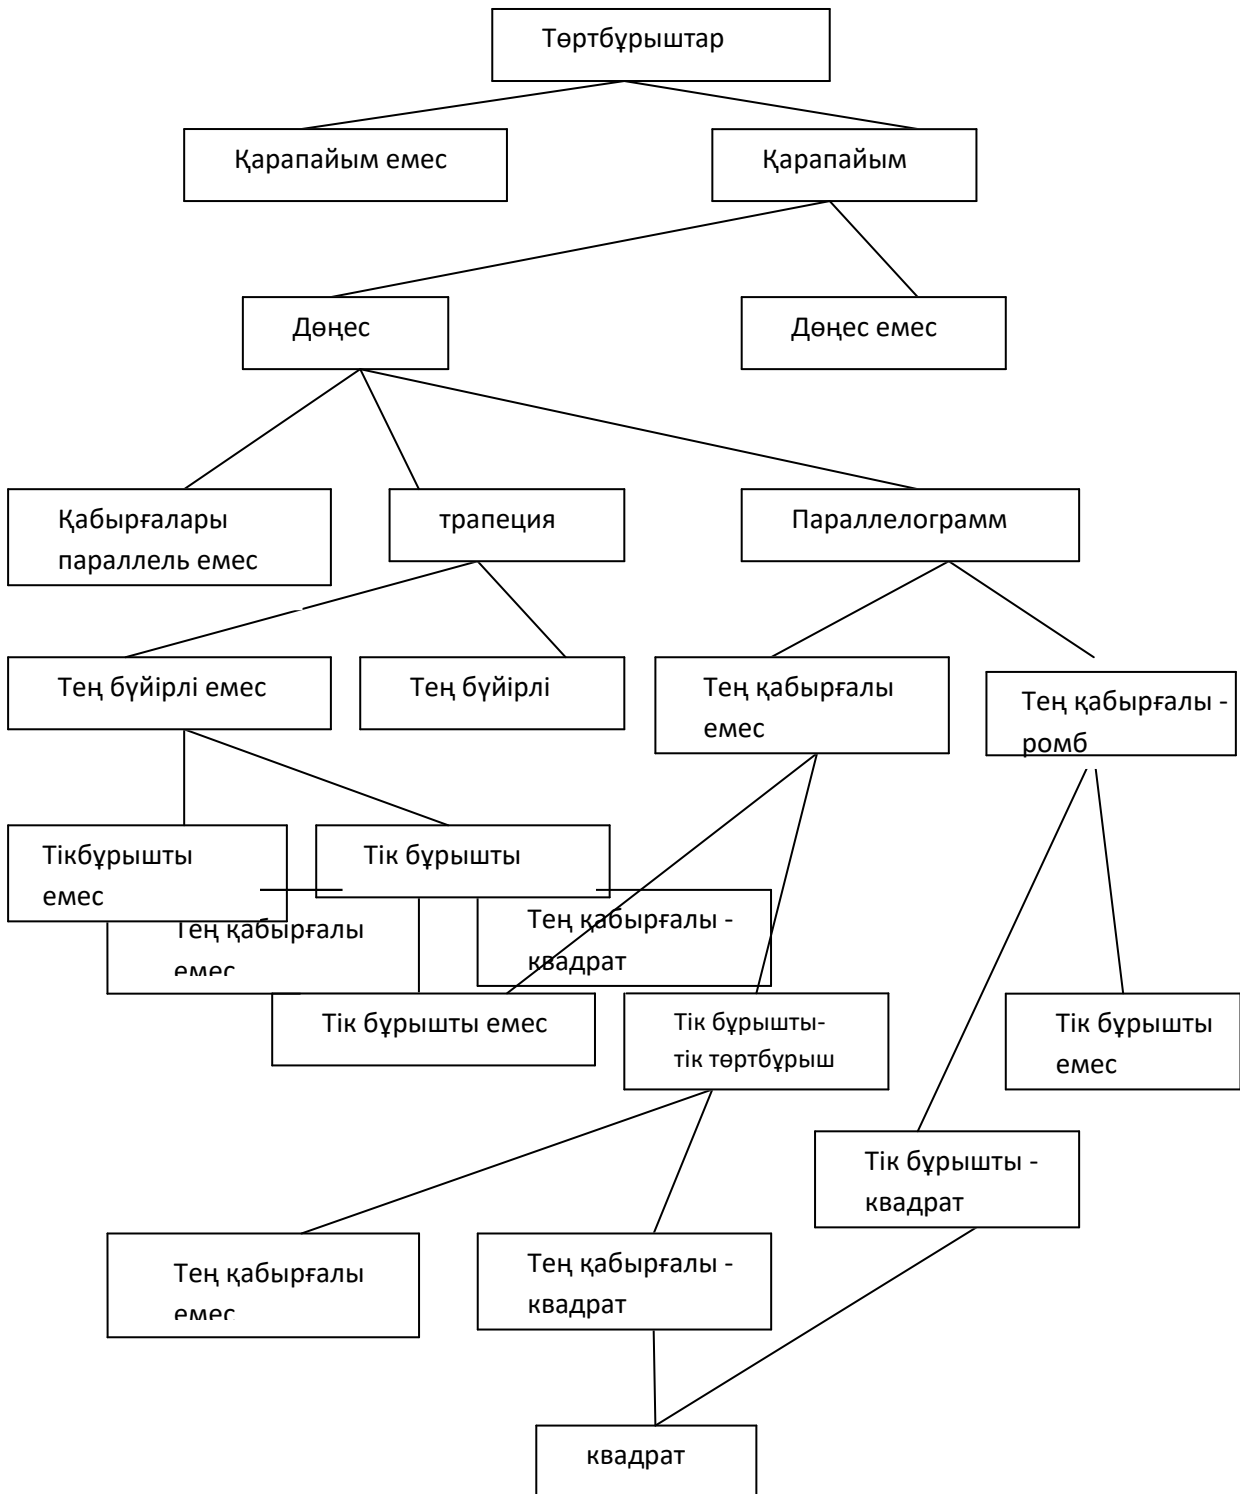 Төртбұрыштар
Қарапайым емес
Қарапайым
Дөңес
Дөңес емес
Қабырғалары
параллель емес
трапеция
Параллелограмм
Тең бүйірлі емес
Тең бүйірлі
Тең қабырғалы
емес
Тең қабырғалы -
ромб
Тікбұрышты
емес
Тік бұрышты
Тең қабырғалы
емес
Тең қабырғалы -
квадрат
Тік бұрышты емес
Тік бұрышты-
тік төртбұрыш
Тік бұрышты
емес
Тік бұрышты -
квадрат
Тең қабырғалы
емес
Тең қабырғалы -
квадрат
квадрат